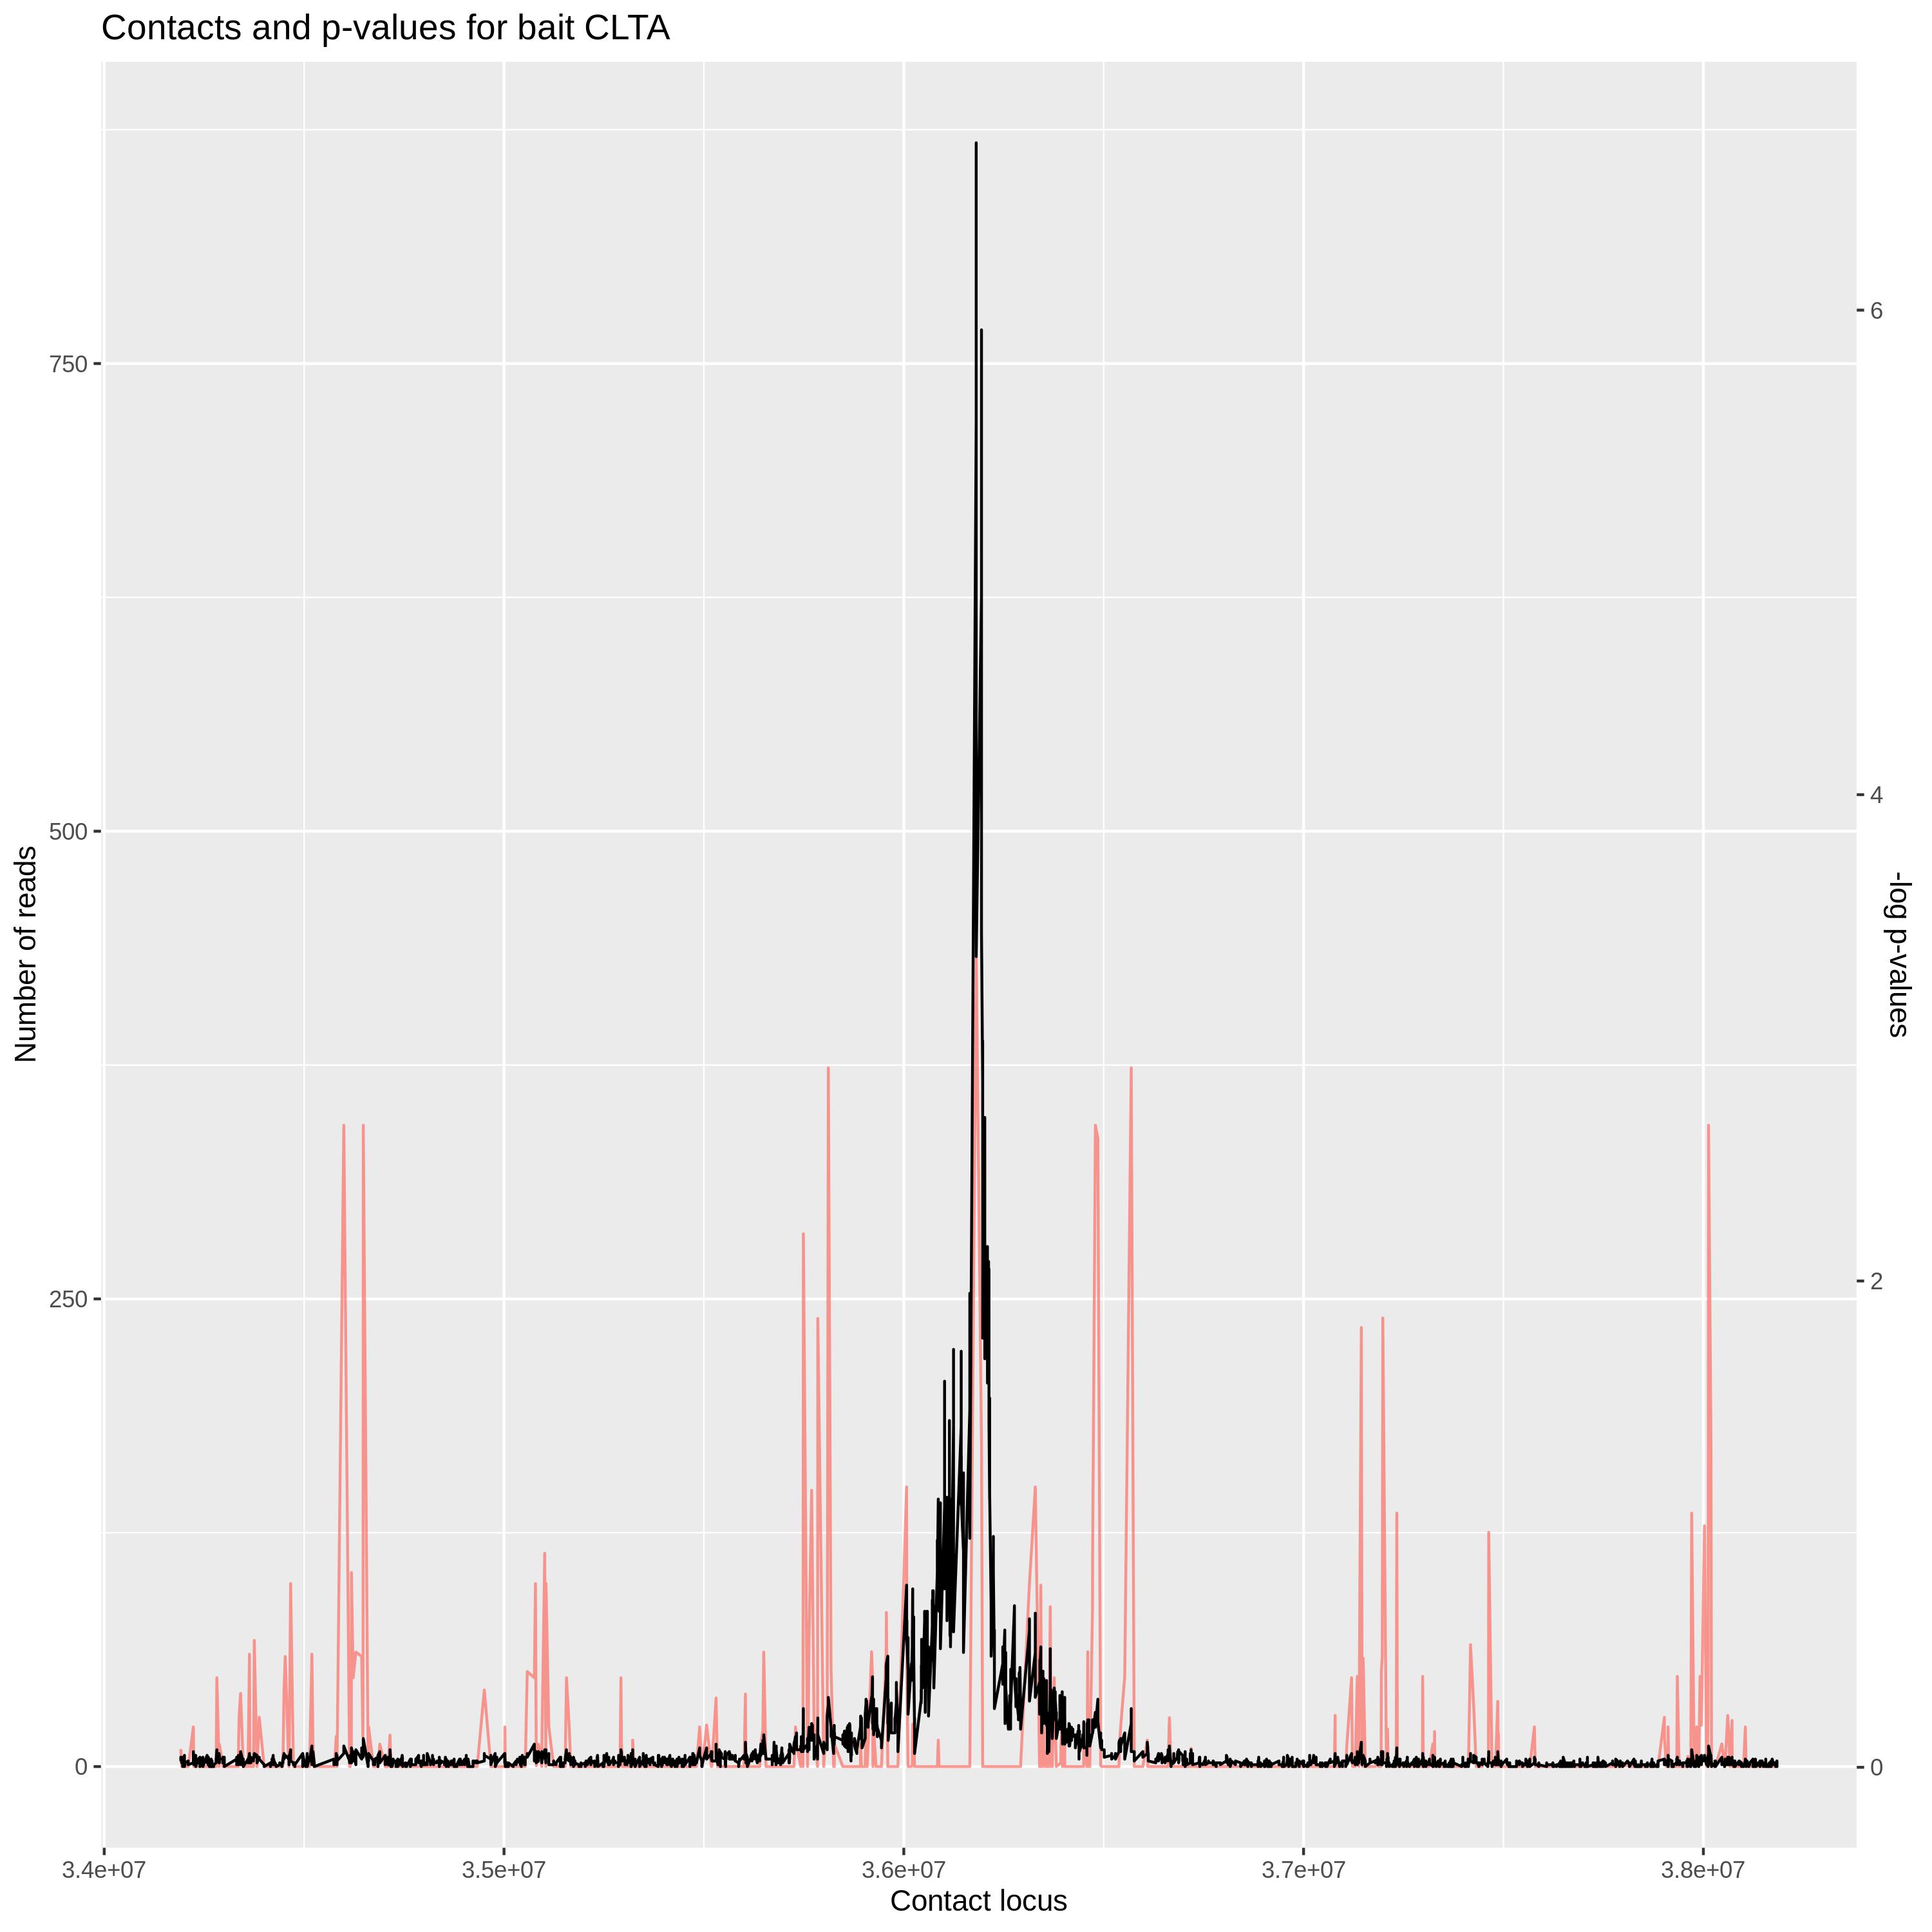 Contacts and p-values for bait CLTA
Number of reads
750
500
250
0
6
4
2
0
-log p-values
3.4e+07
3.5e+07
3.6e+07
3.7e+07
3.8e+07
Contact locus